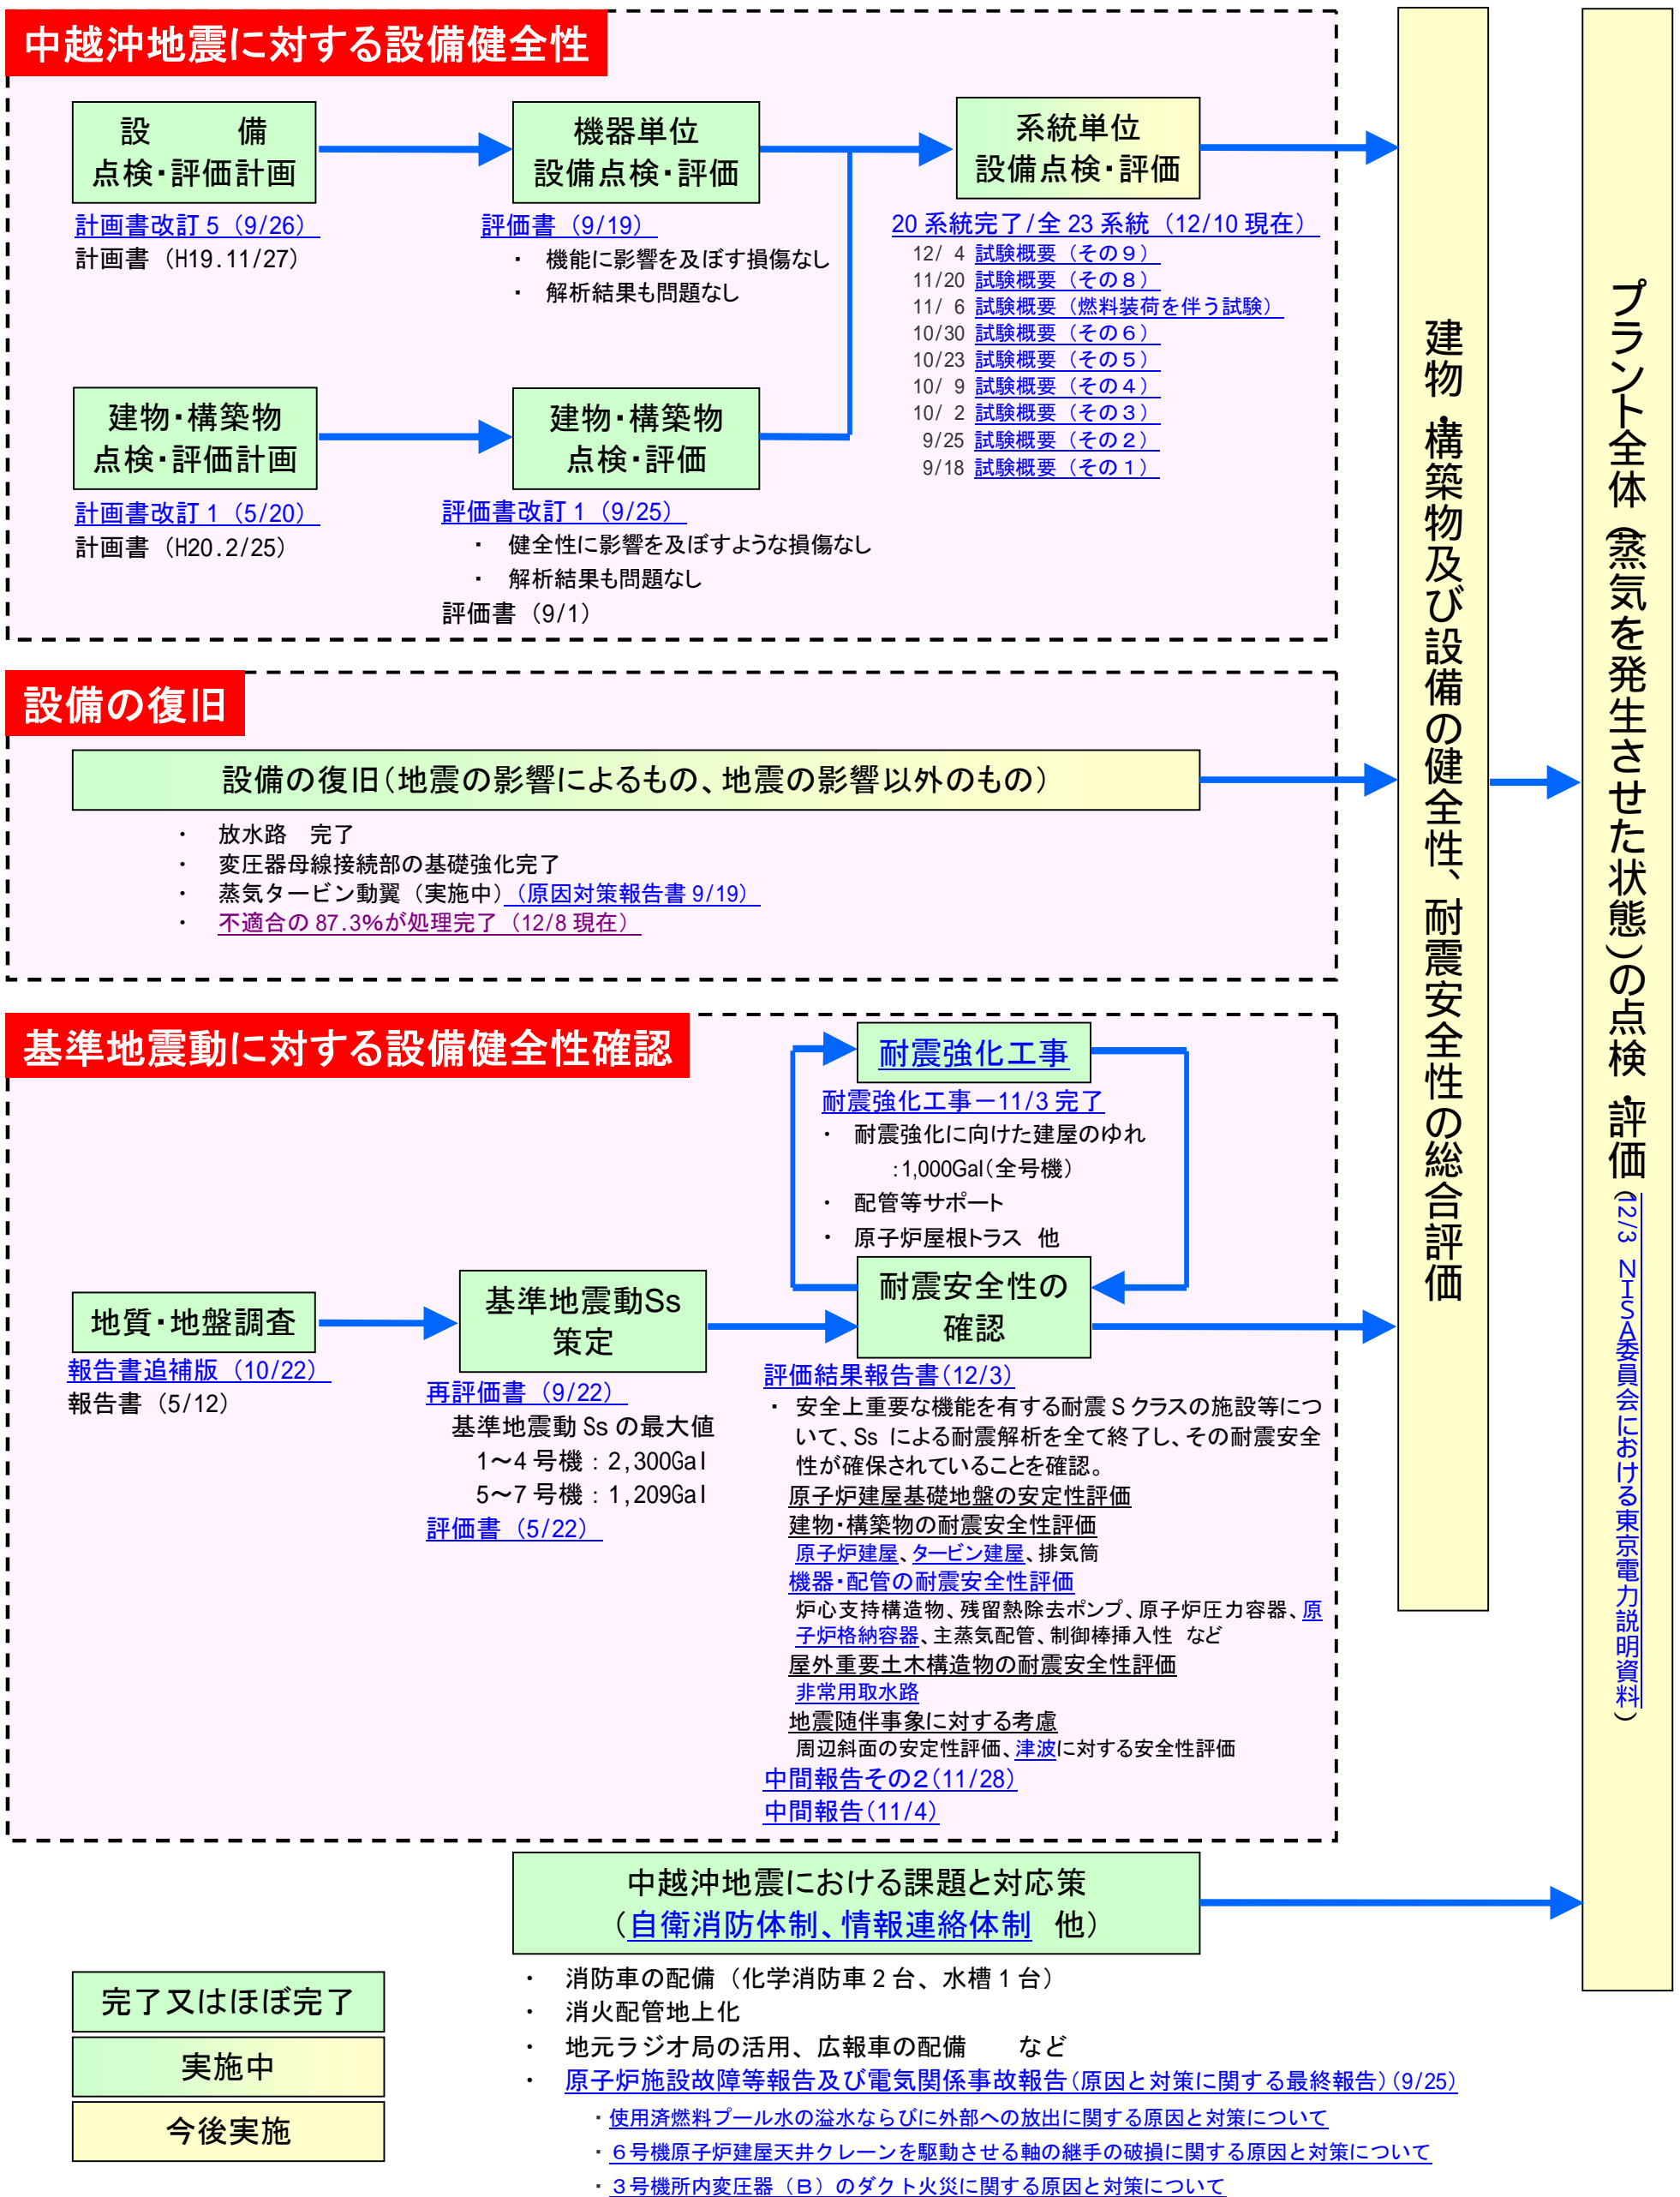 中越沖地震に対する設備健全性
設　　備
点検・評価計画
計画書改訂 5（9/26）
計画書（H19.11/27）
機器単位
設備点検・評価
評価書（9/19）
・ 機能に影響を及ぼす損傷なし
・ 解析結果も問題なし
系統単位
設備点検・評価
20 系統完了/全 23 系統（12/10 現在）
12/ 4 試験概要（その９）
11/20 試験概要（その８）
11/ 6 試験概要（燃料装荷を伴う試験）
10/30 試験概要（その６）
10/23 試験概要（その５）
10/ 9 試験概要（その４）
10/ 2 試験概要（その３）
9/25 試験概要（その２）
9/18 試験概要（その１）
建物・構築物
点検・評価計画
計画書改訂 1（5/20）
計画書（H20.2/25）
建物・構築物
点検・評価
評価書改訂 1（9/25）
・ 健全性に影響を及ぼすような損傷なし
・ 解析結果も問題なし
評価書（9/1）
設備の復旧
設備の復旧（地震の影響によるもの、地震の影響以外のもの）
・ 放水路　完了
・ 変圧器母線接続部の基礎強化完了
・ 蒸気タービン動翼（実施中）（原因対策報告書 9/19）
・ 不適合の 87.3％が処理完了（12/8 現在）
基準地震動に対する設備健全性確認
耐震強化工事
耐震強化工事－11/3 完了
・ 耐震強化に向けた建屋のゆれ
：1,000Gal（全号機）
・ 配管等サポート
・ 原子炉屋根トラス 他
地質・地盤調査
報告書追補版（10/22）
報告書（5/12）
基準地震動Ss
策定
再評価書（9/22）
基準地震動 Ss の最大値
1～4 号機：2,300Gal
5～7 号機：1,209Gal
評価書（5/22）
耐震安全性の
確認
評価結果報告書（12/3）
・ 安全上重要な機能を有する耐震 S クラスの施設等につ
いて、Ss による耐震解析を全て終了し、その耐震安全
性が確保されていることを確認。
原子炉建屋基礎地盤の安定性評価
建物・構築物の耐震安全性評価
原子炉建屋、タービン建屋、排気筒
機器・配管の耐震安全性評価
炉心支持構造物、残留熱除去ポンプ、原子炉圧力容器、原
子炉格納容器、主蒸気配管、制御棒挿入性 など
屋外重要土木構造物の耐震安全性評価
非常用取水路
地震随伴事象に対する考慮
周辺斜面の安定性評価、津波に対する安全性評価
中間報告その２（11/28）
中間報告（11/4）
建物・構築物及び設備の健全性、耐震安全性の総合評価
プラント全体（蒸気を発生させた状態）の点検・評価（12/3 ＮＩＳＡ委員会における東京電力説明資料）
中越沖地震における課題と対応策
（自衛消防体制、情報連絡体制　他）
・ 消防車の配備（化学消防車 2 台、水槽 1 台）
・ 消火配管地上化
・ 地元ラジオ局の活用、広報車の配備　　など
・ 原子炉施設故障等報告及び電気関係事故報告（原因と対策に関する最終報告）（9/25）
・使用済燃料プール水の溢水ならびに外部への放出に関する原因と対策について
・６号機原子炉建屋天井クレーンを駆動させる軸の継手の破損に関する原因と対策について
・３号機所内変圧器（Ｂ）のダクト火災に関する原因と対策について
完了又はほぼ完了
実施中
今後実施